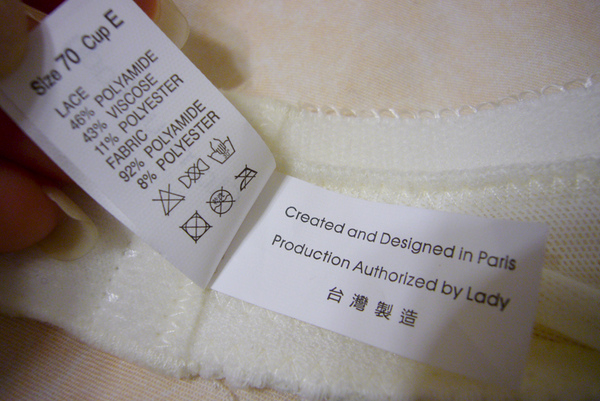 Size 70 Cup E
LACE
46% POLYAMIDE
43% VISCOSE
11% POLYESTER
FABRIC
92% POLYAMIDE
8% POLYESTER
Created and Designed in Paris
Production Authorized by Lady
台灣製造